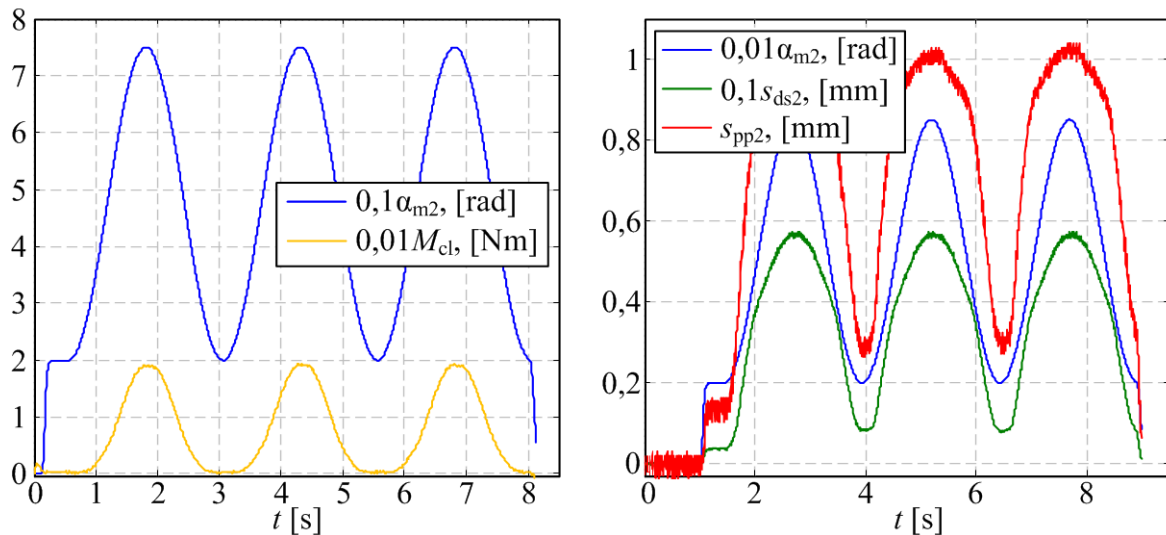 8
7
6
5
4
3
2
1
0
0,1αm2, [rad]
0,01Mcl, [Nm]
0 1 2 3 4 5 6 7 8
t [s]
1
0,8
0,6
0,4
0,2
0
0,01αm2, [rad]
0,1sds2, [mm]
spp2, [mm]
0 2 4 6 8
t [s]